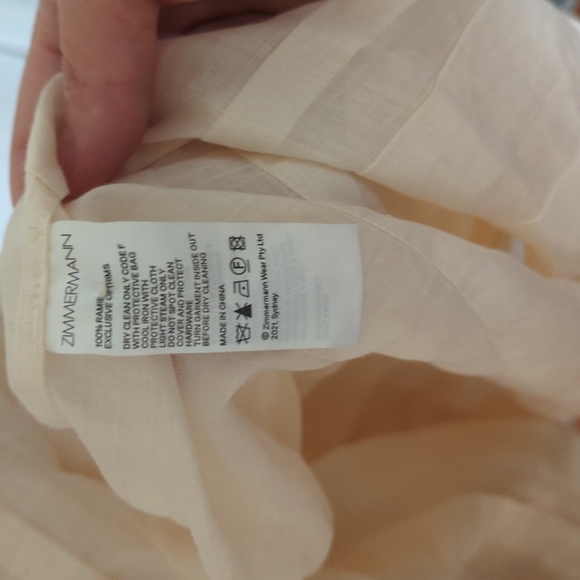 ZIMMERMANN
100% RAMIE
EXCLUSIVE OF TRIMS
DRY CLEAN ONLY CODE F
WITH PROTECTIVE BAG
COOL IRON WITH
PROTECTIVE CLOTH
LIGHT STEAM ONLY
DO NOT SPOT CLEAN
COVER AND PROTECT
HARDWARE
TURN GARMENT INSIDE OUT
BEFORE DRY CLEANING
MADE IN CHINA
F
© Zimmermann Wear Pty Ltd
2021, Sydney.